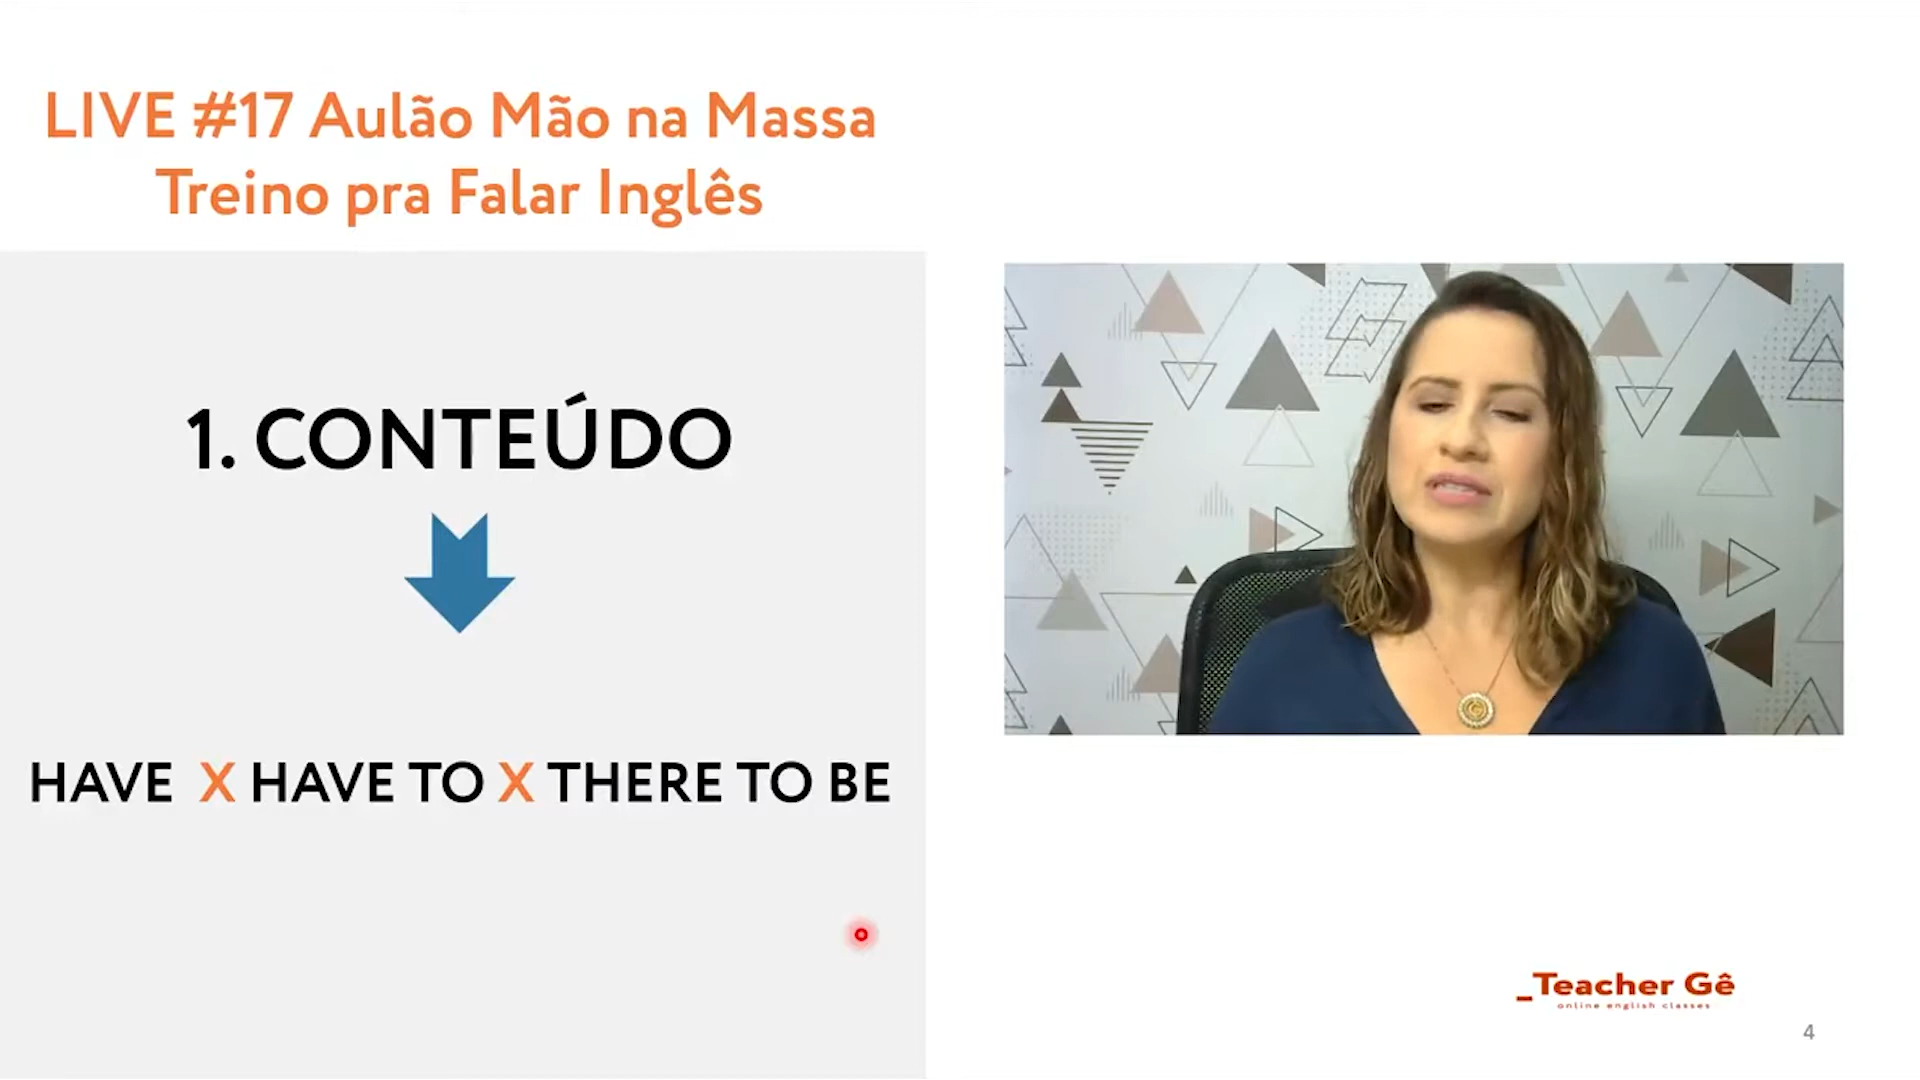 LIVE #17 Aulão Mão na Massa
Treino pra Falar Inglês
1. CONTEÚDO
HAVE X HAVE TO X THERE TO BE
_Teacher Gê
online english classes
4